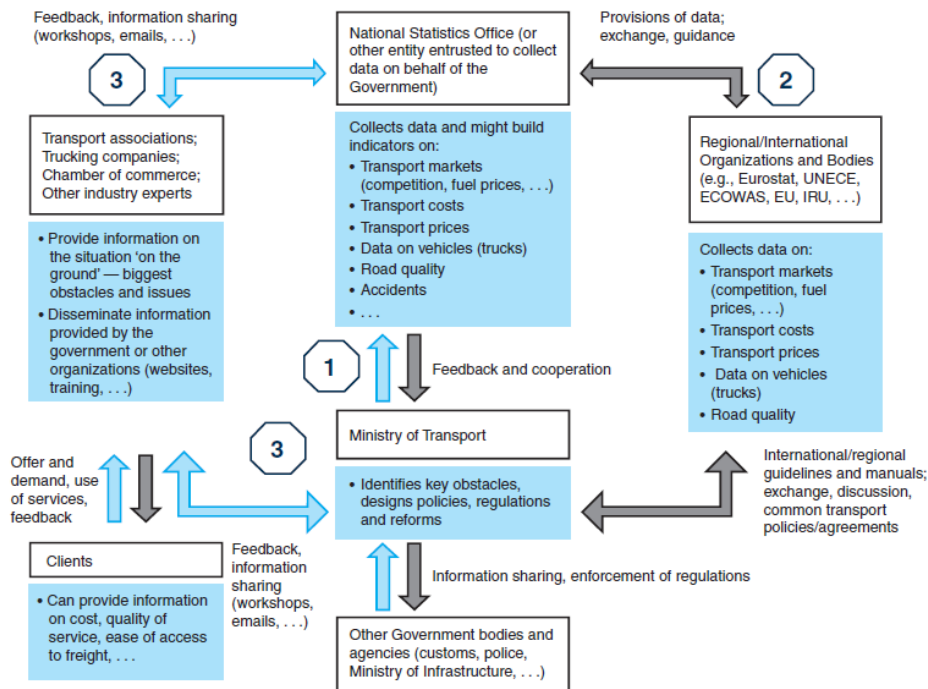 Feedback, information sharing
(workshops, emails, . . .)
3
National Statistics Office (or
other entity entrusted to collect
data on behalf of the
Government)
Provisions of data;
exchange, guidance
2
Transport associations;
Trucking companies;
Chamber of commerce;
Other industry experts
• Provide information on
the situation ‘on the
ground’ — biggest
obstacles and issues
• Disseminate information
provided by the
government or other
organizations (websites,
training, . . .)
Collects data and might build
indicators on:
• Transport markets
(competition, fuel prices, . . .)
• Transport costs
• Transport prices
• Data on vehicles (trucks)
• Road quality
• Accidents
• . . .
Regional/International
Organizations and Bodies
(e.g., Eurostat, UNECE,
ECOWAS, EU, IRU, . . .)
Collects data on:
• Transport markets
(competition, fuel
prices, . . .)
• Transport costs
• Transport prices
• Data on vehicles
(trucks)
• Road quality
1
Feedback and cooperation
3
Ministry of Transport
• Identifies key obstacles,
designs policies, regulations
and reforms
Offer and
demand, use
of services,
feedback
International/regional
guidelines and manuals;
exchange, discussion,
common transport
policies/agreements
Clients
• Can provide information
on cost, quality of
service, ease of access
to freight, . . .
Feedback,
information
sharing
(workshops,
emails, . . .)
Information sharing, enforcement of regulations
Other Government bodies and
agencies (customs, police,
Ministry of Infrastructure, . . .)